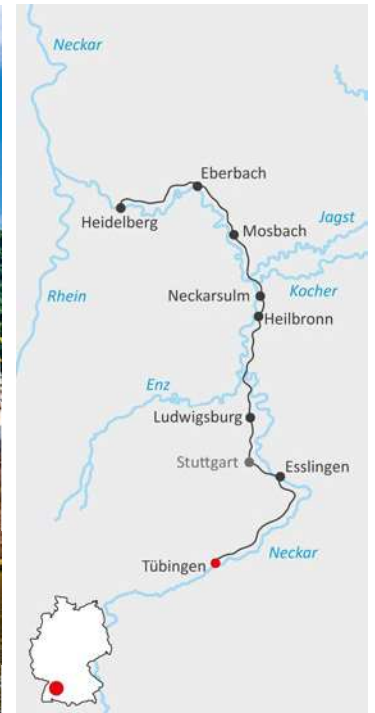 Neckar
Eberbach
Heidelberg
Jagst
Mosbach
Rhein
Neckarsulm
Kocher
Heilbronn
Enz
Ludwigsburg
Stuttgart
Esslingen
Neckar
Tübingen